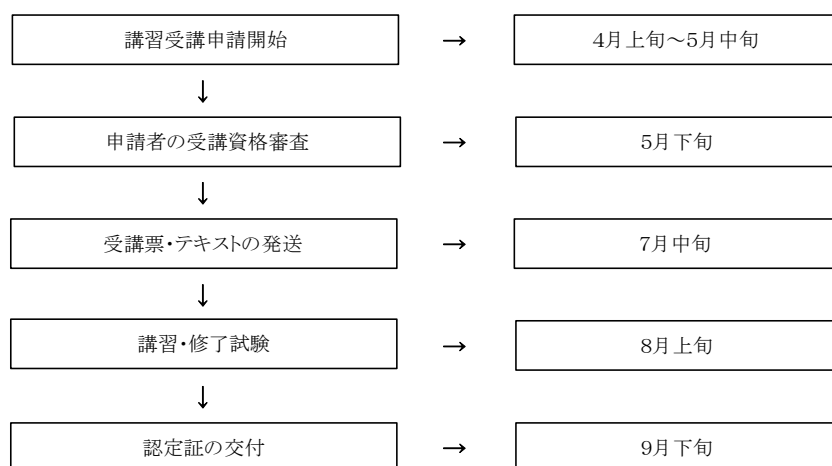 講習受講申請開始 → 4月上旬～5月中旬
↓
申請者の受講資格審査 → 5月下旬
↓
受講票・テキストの発送 → 7月中旬
↓
講習・修了試験 → 8月上旬
↓
認定証の交付 → 9月下旬